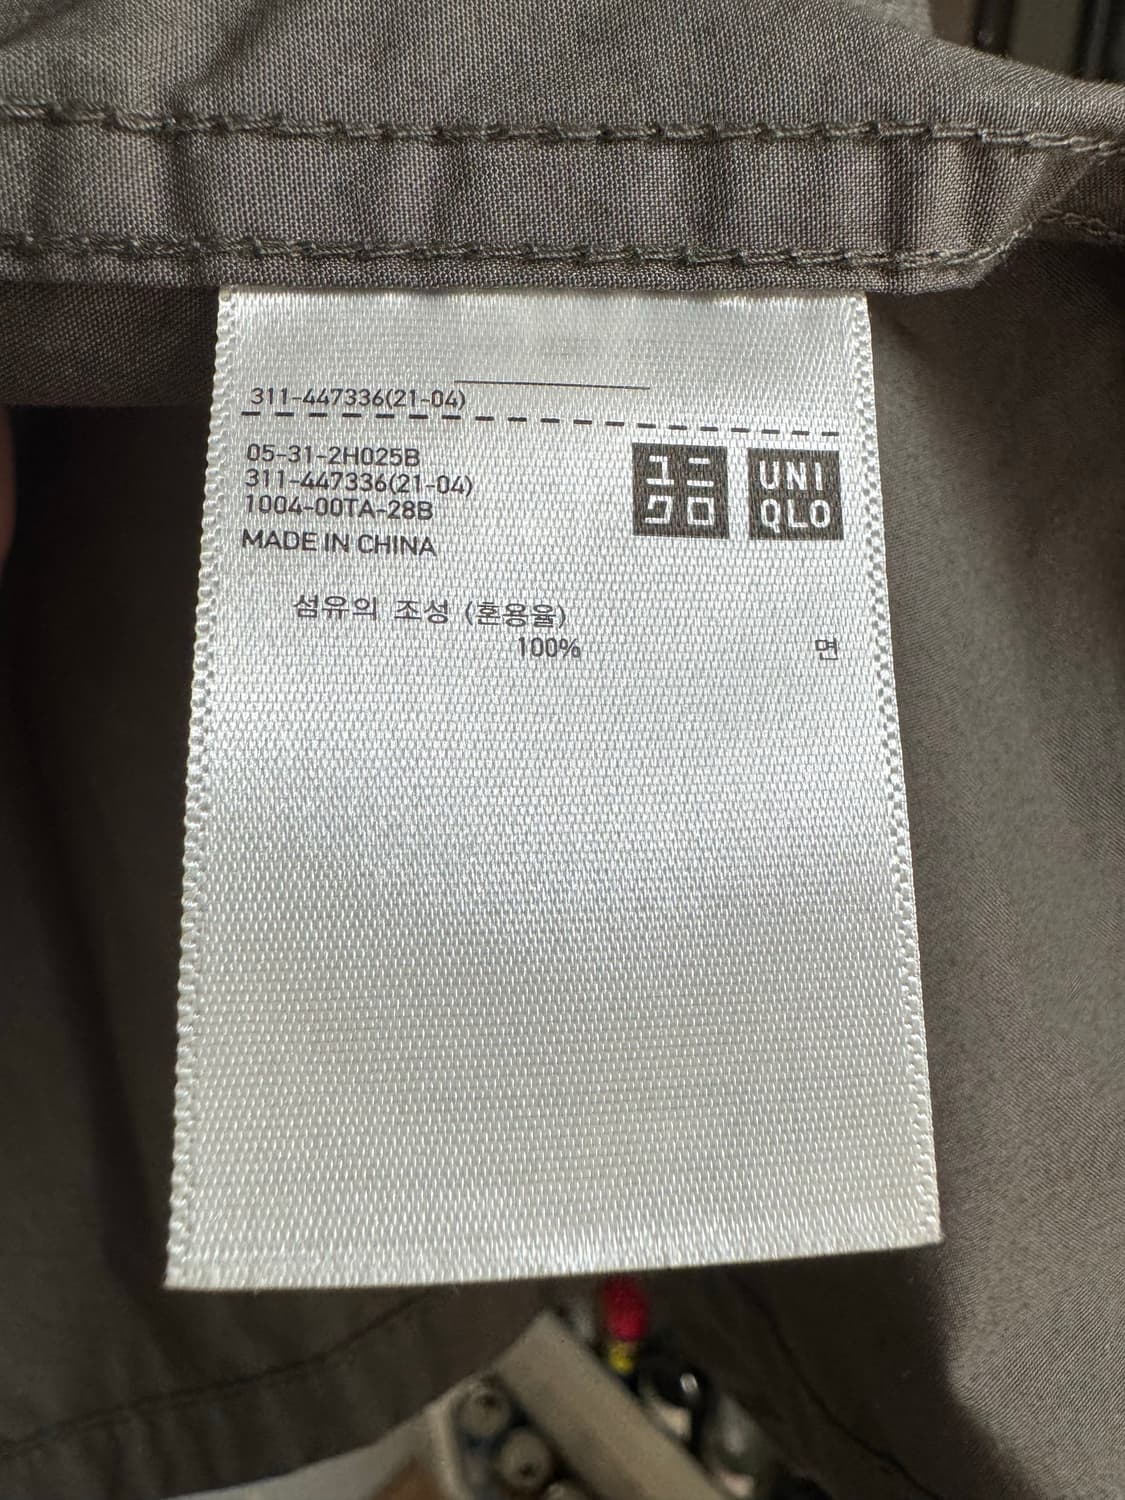 311-447336(21-04)
05-31-2H025B
311-447336(21-04)
1004-00TA-28B
MADE IN CHINA
ユニ
クロ
UNI
QLO
섬유의 조성 (혼용율)
100% 면